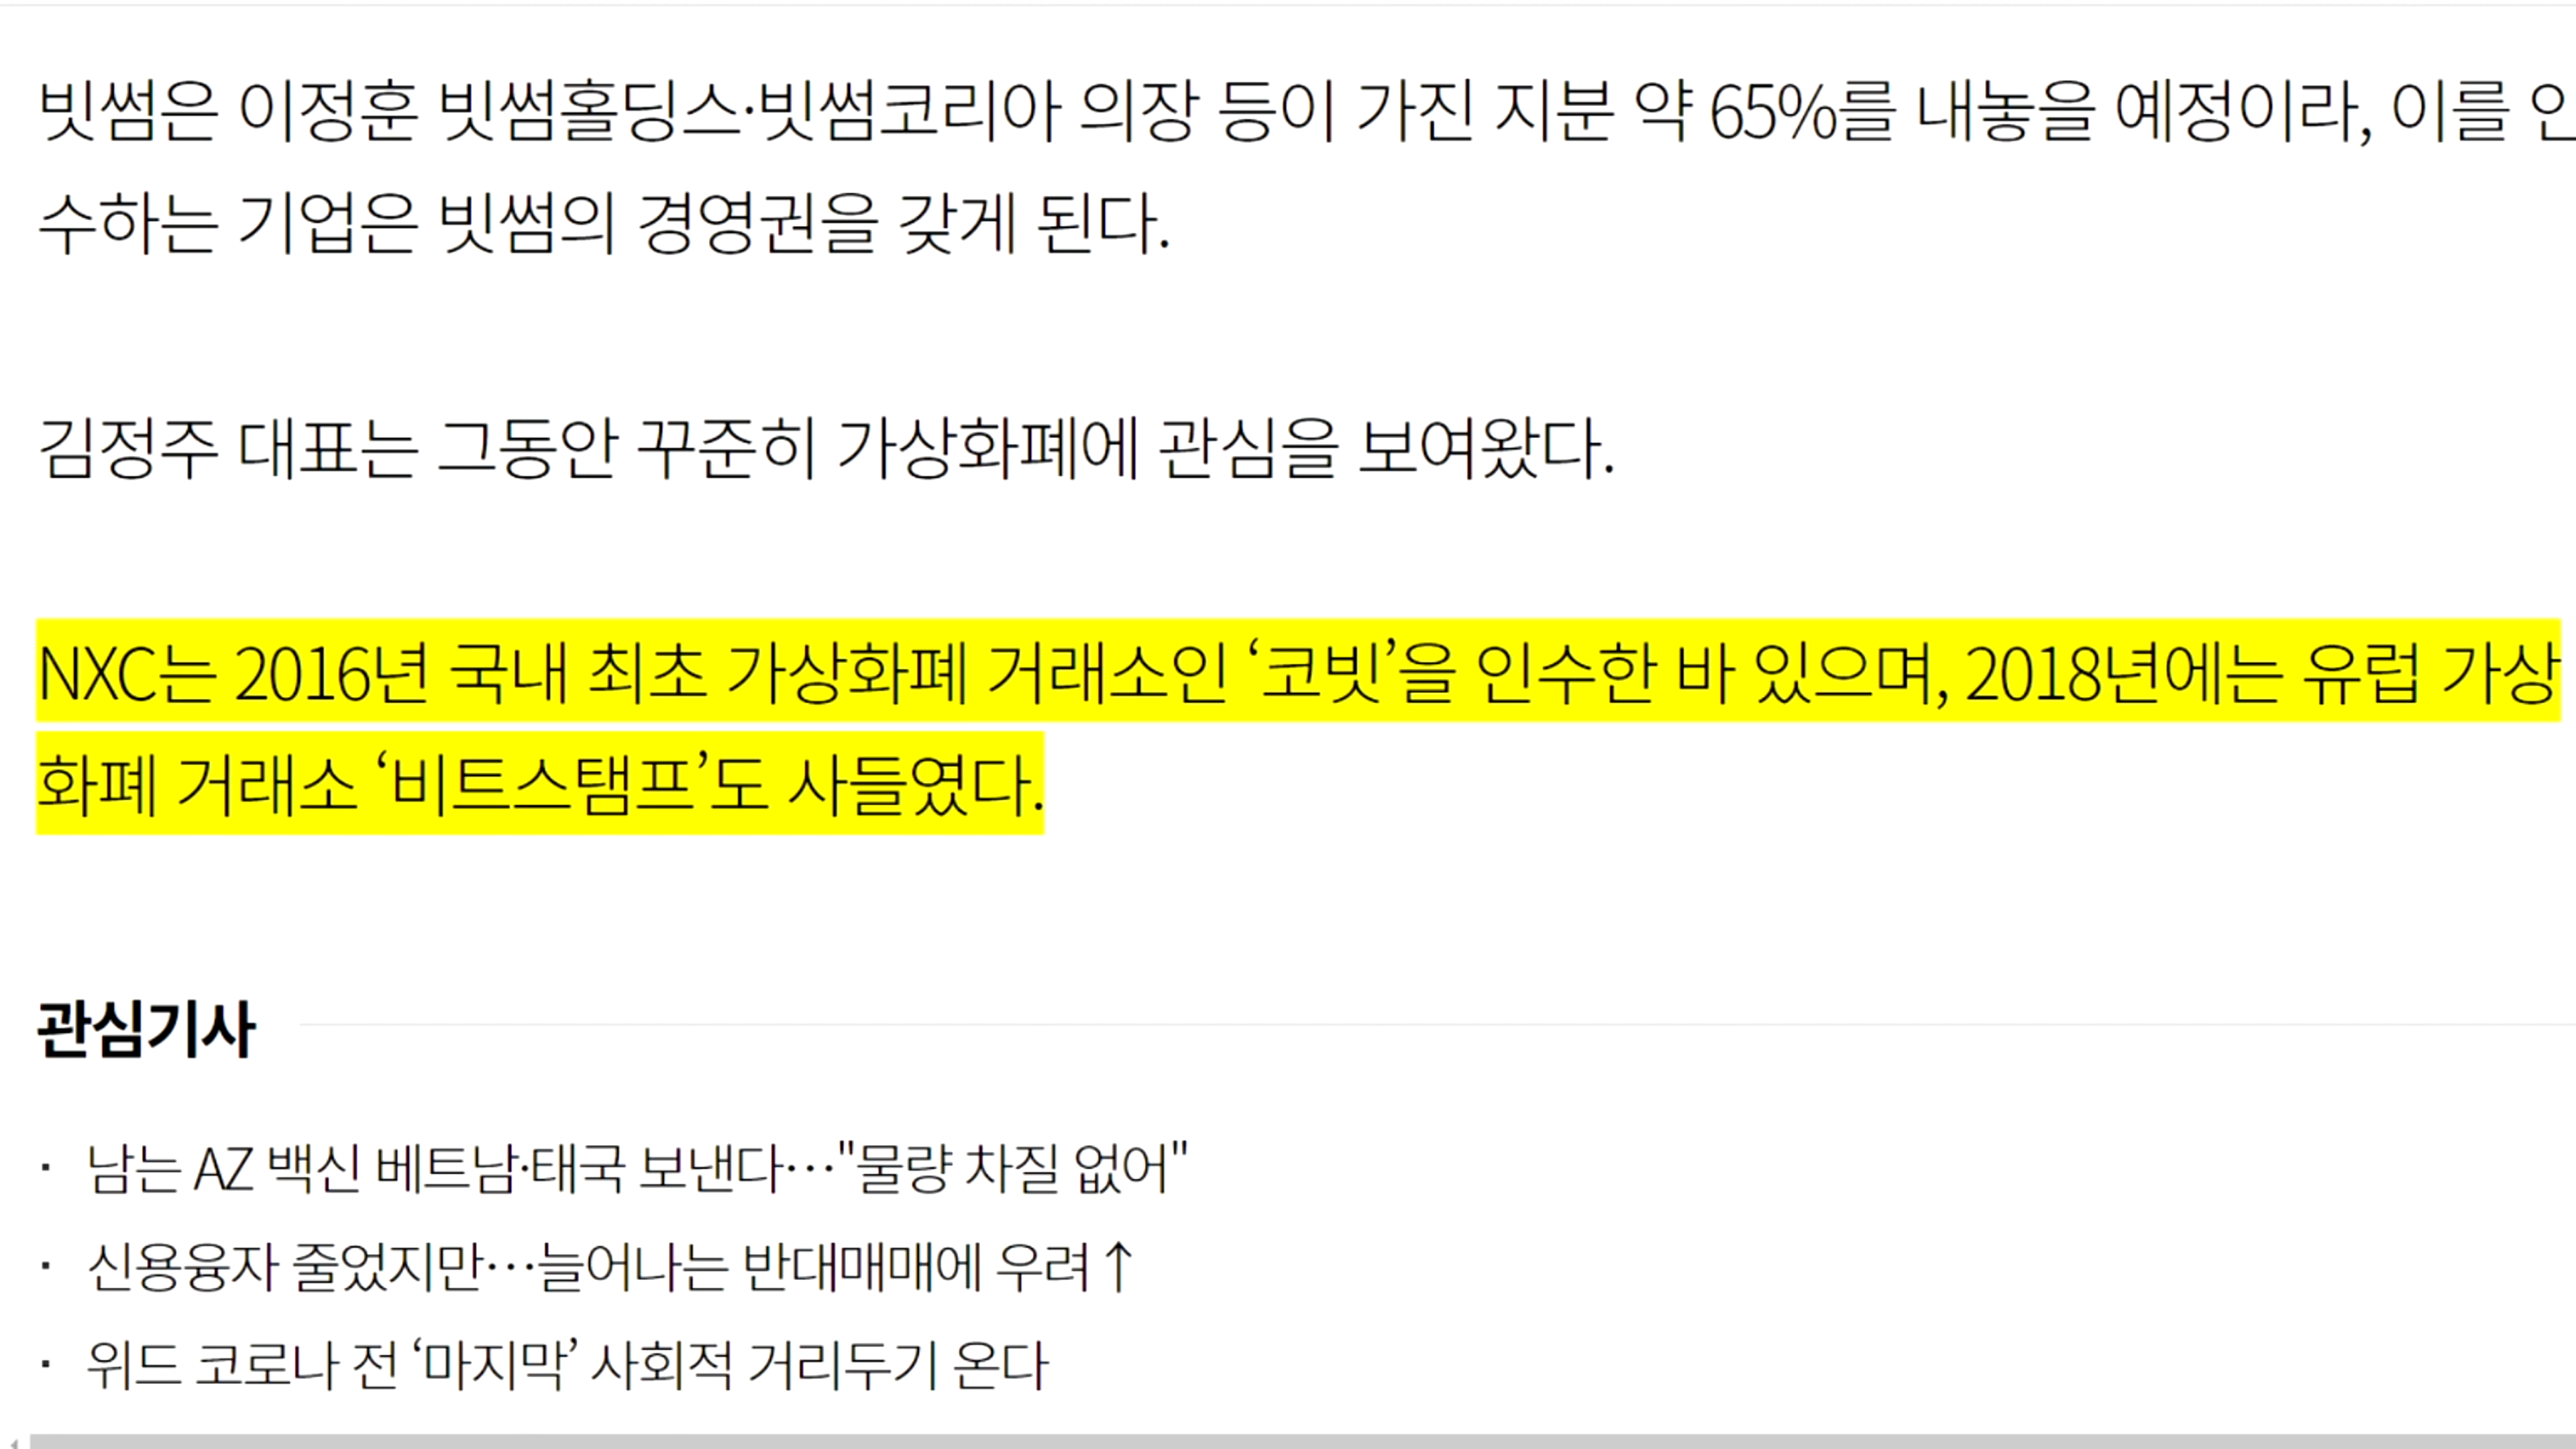 빗썸은 이정훈 빗썸홀딩스·빗썸코리아 의장 등이 가진 지분 약 65%를 내놓을 예정이라, 이를 인
수하는 기업은 빗썸의 경영권을 갖게 된다.
김정주 대표는 그동안 꾸준히 가상화폐에 관심을 보여왔다.
NXC는 2016년 국내 최초 가상화폐 거래소인 ‘코빗’을 인수한 바 있으며, 2018년에는 유럽 가상
화폐 거래소 ‘비트스탬프’도 사들였다.
관심기사
· 남는 AZ 백신 베트남·태국 보낸다…"물량 차질 없어"
· 신용융자 줄었지만…늘어나는 반대매매에 우려↑
· 위드 코로나 전 ‘마지막’ 사회적 거리두기 온다